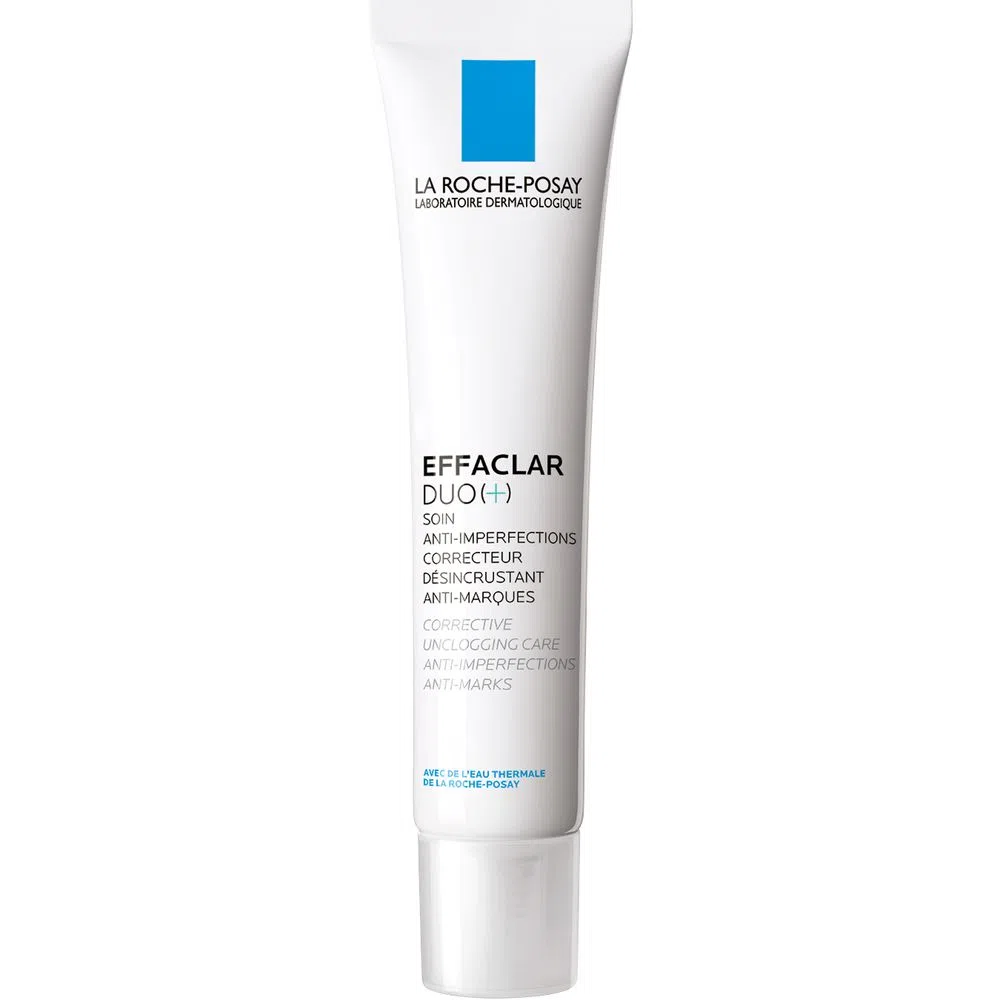 LA ROCHE-POSAY
LABORATOIRE DERMATOLOGIQUE
EFFACLAR
DUO(+)
SOIN
ANTI-IMPERFECTIONS
CORRECTEUR
DÉSINCRUSTANT
ANTI-MARQUES
CORRECTIVE
UNCLOGGING CARE
ANTI-IMPERFECTIONS
ANTI-MARKS
AVEC DE L'EAU THERMALE
DE LA ROCHE-POSAY